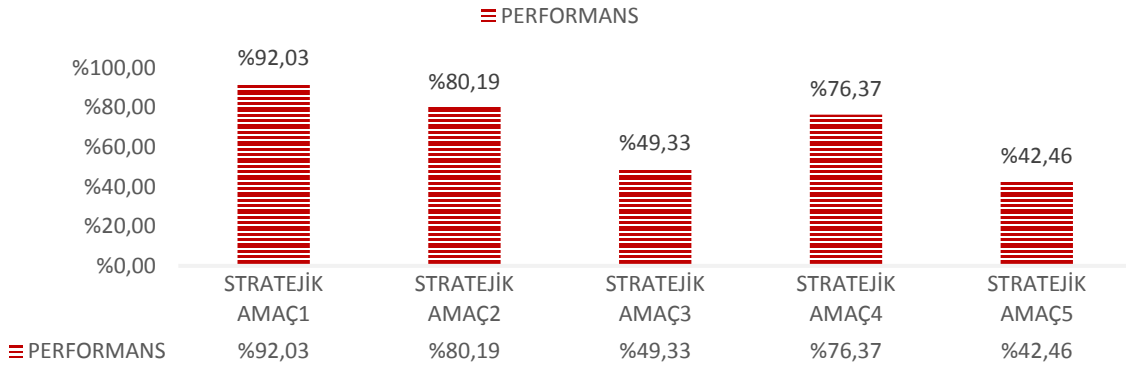 PERFORMANS
%92,03
%80,19
%49,33
%76,37
%42,46
%100,00
%80,00
%60,00
%40,00
%20,00
%0,00
STRATEJİK AMAÇ1
STRATEJİK AMAÇ2
STRATEJİK AMAÇ3
STRATEJİK AMAÇ4
STRATEJİK AMAÇ5
PERFORMANS %92,03 %80,19 %49,33 %76,37 %42,46